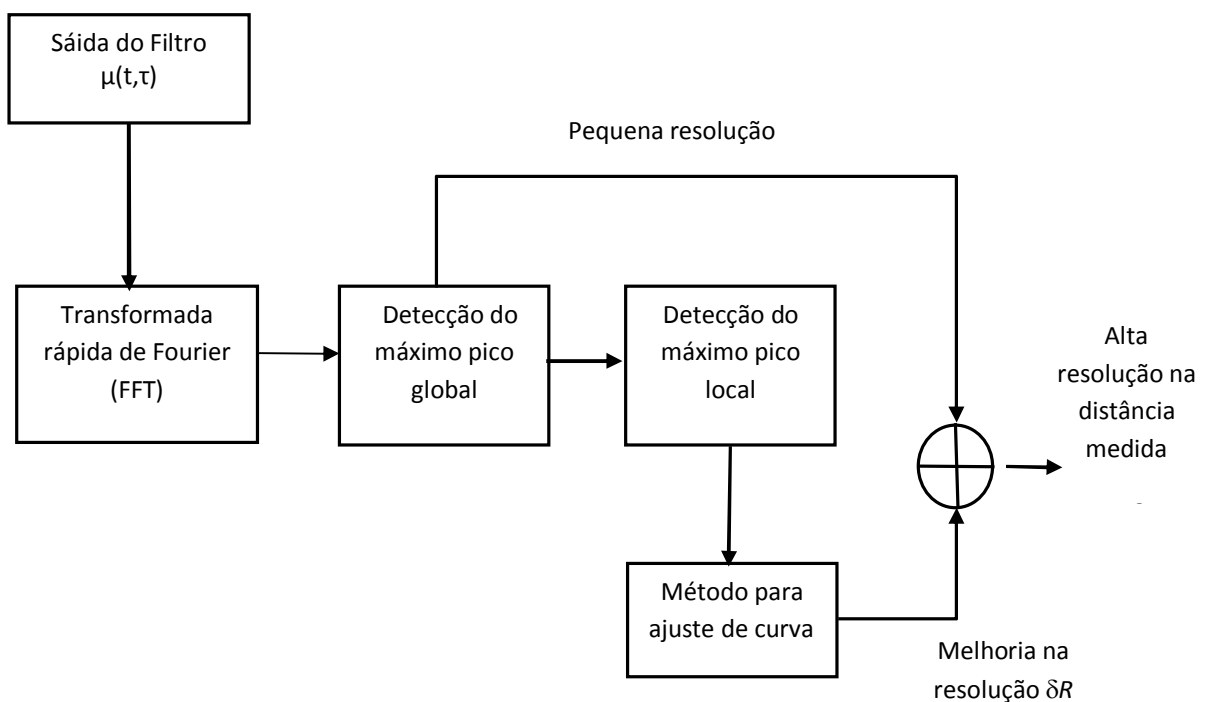 Sáida do Filtro
μ(t,τ)
Pequena resolução
Transformada
rápida de Fourier
(FFT)
Detecção do
máximo pico
global
Detecção do
máximo pico
local
Alta
resolução na
distância
medida
Método para
ajuste de curva
Melhoria na
resolução δR